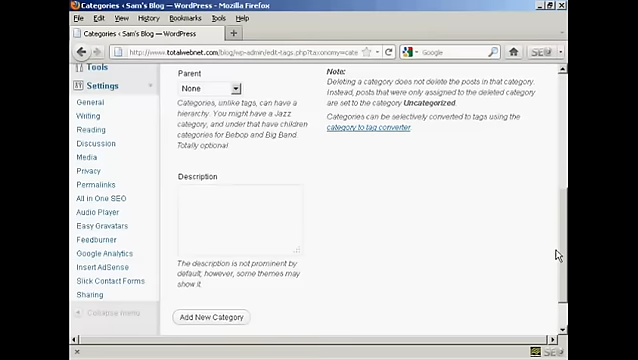 Categories ‹ Sam's Blog — WordPress - Mozilla Firefox
File Edit View History Bookmarks Tools Help
Categories ‹ Sam's Blog — WordPress +
http://www.totalwebnet.com/blog/wp-admin/edit-tags.php?taxonomy=cate Google SEO
Tools
Settings
General
Writing
Reading
Discussion
Media
Privacy
Permalinks
All in One SEO
Audio Player
Easy Gravatars
Feedburner
Google Analytics
Insert AdSense
Slick Contact Forms
Sharing
Collapse menu
Parent
None
Categories, unlike tags, can have a
hierarchy. You might have a Jazz
category, and under that have children
categories for Bebop and Big Band.
Totally optional.
Description
The description is not prominent by
default; however, some themes may
show it.
Add New Category
Note:
Deleting a category does not delete the posts in that category.
Instead, posts that were only assigned to the deleted category
are set to the category Uncategorized.
Categories can be selectively converted to tags using the
category to tag converter.
SEO